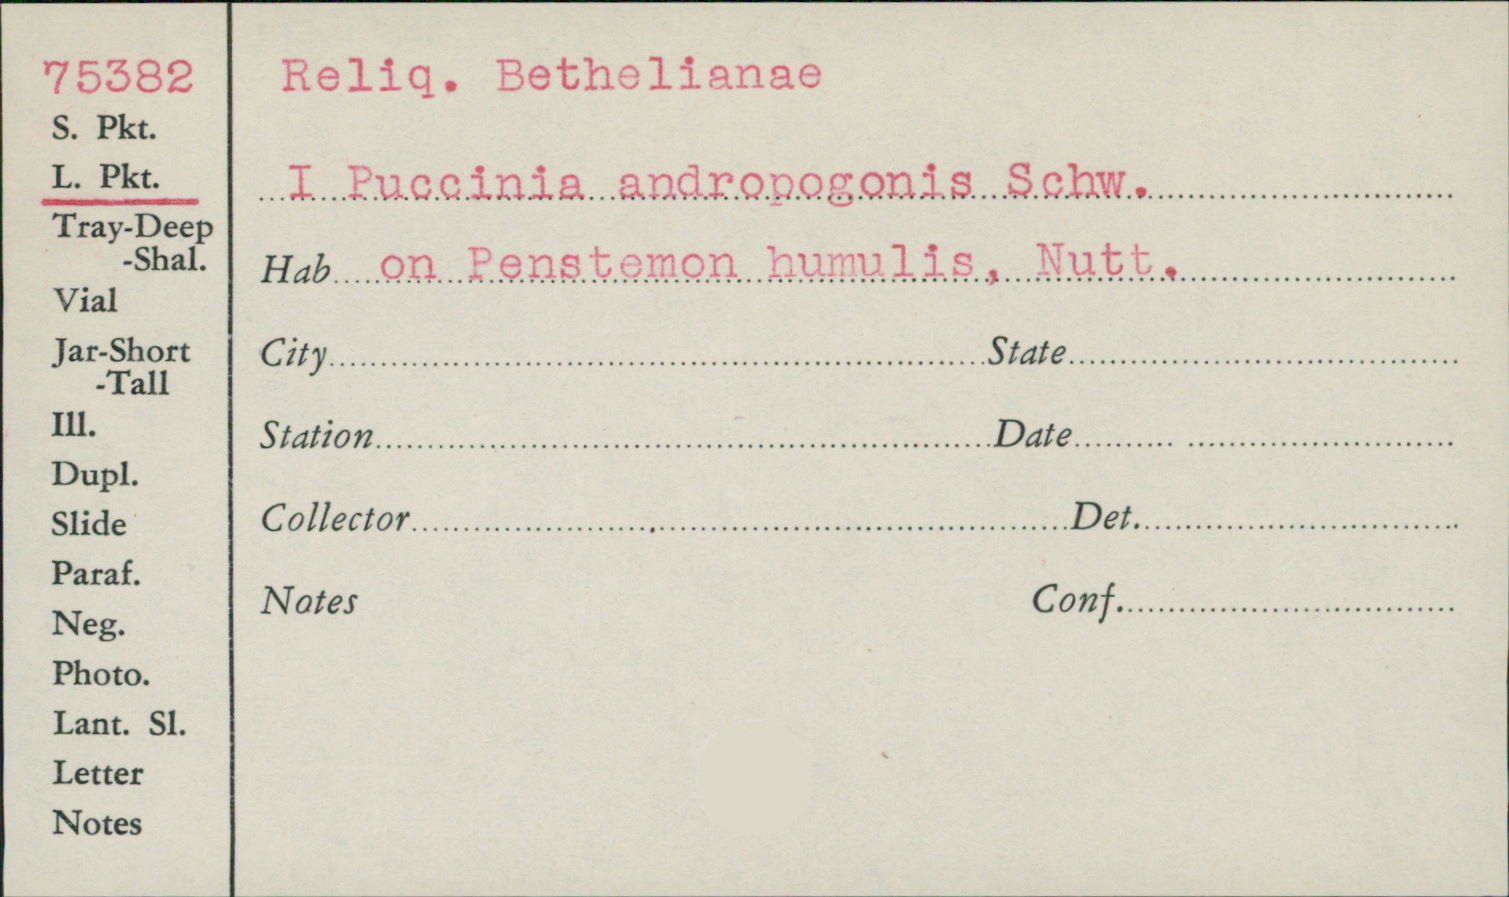 75382
S. Pkt.
L. Pkt.
Tray-Deep
-Shal.
Vial
Jar-Short
-Tall
Ill.
Dupl.
Slide
Paraf.
Neg.
Photo.
Lant. Sl.
Letter
Notes
Reliq. Bethelianae
I Puccinia andropogonis Schw.
Hab on Penstemon humulis, Nutt.
City State
Station Date
Collector Det.
Notes Conf.